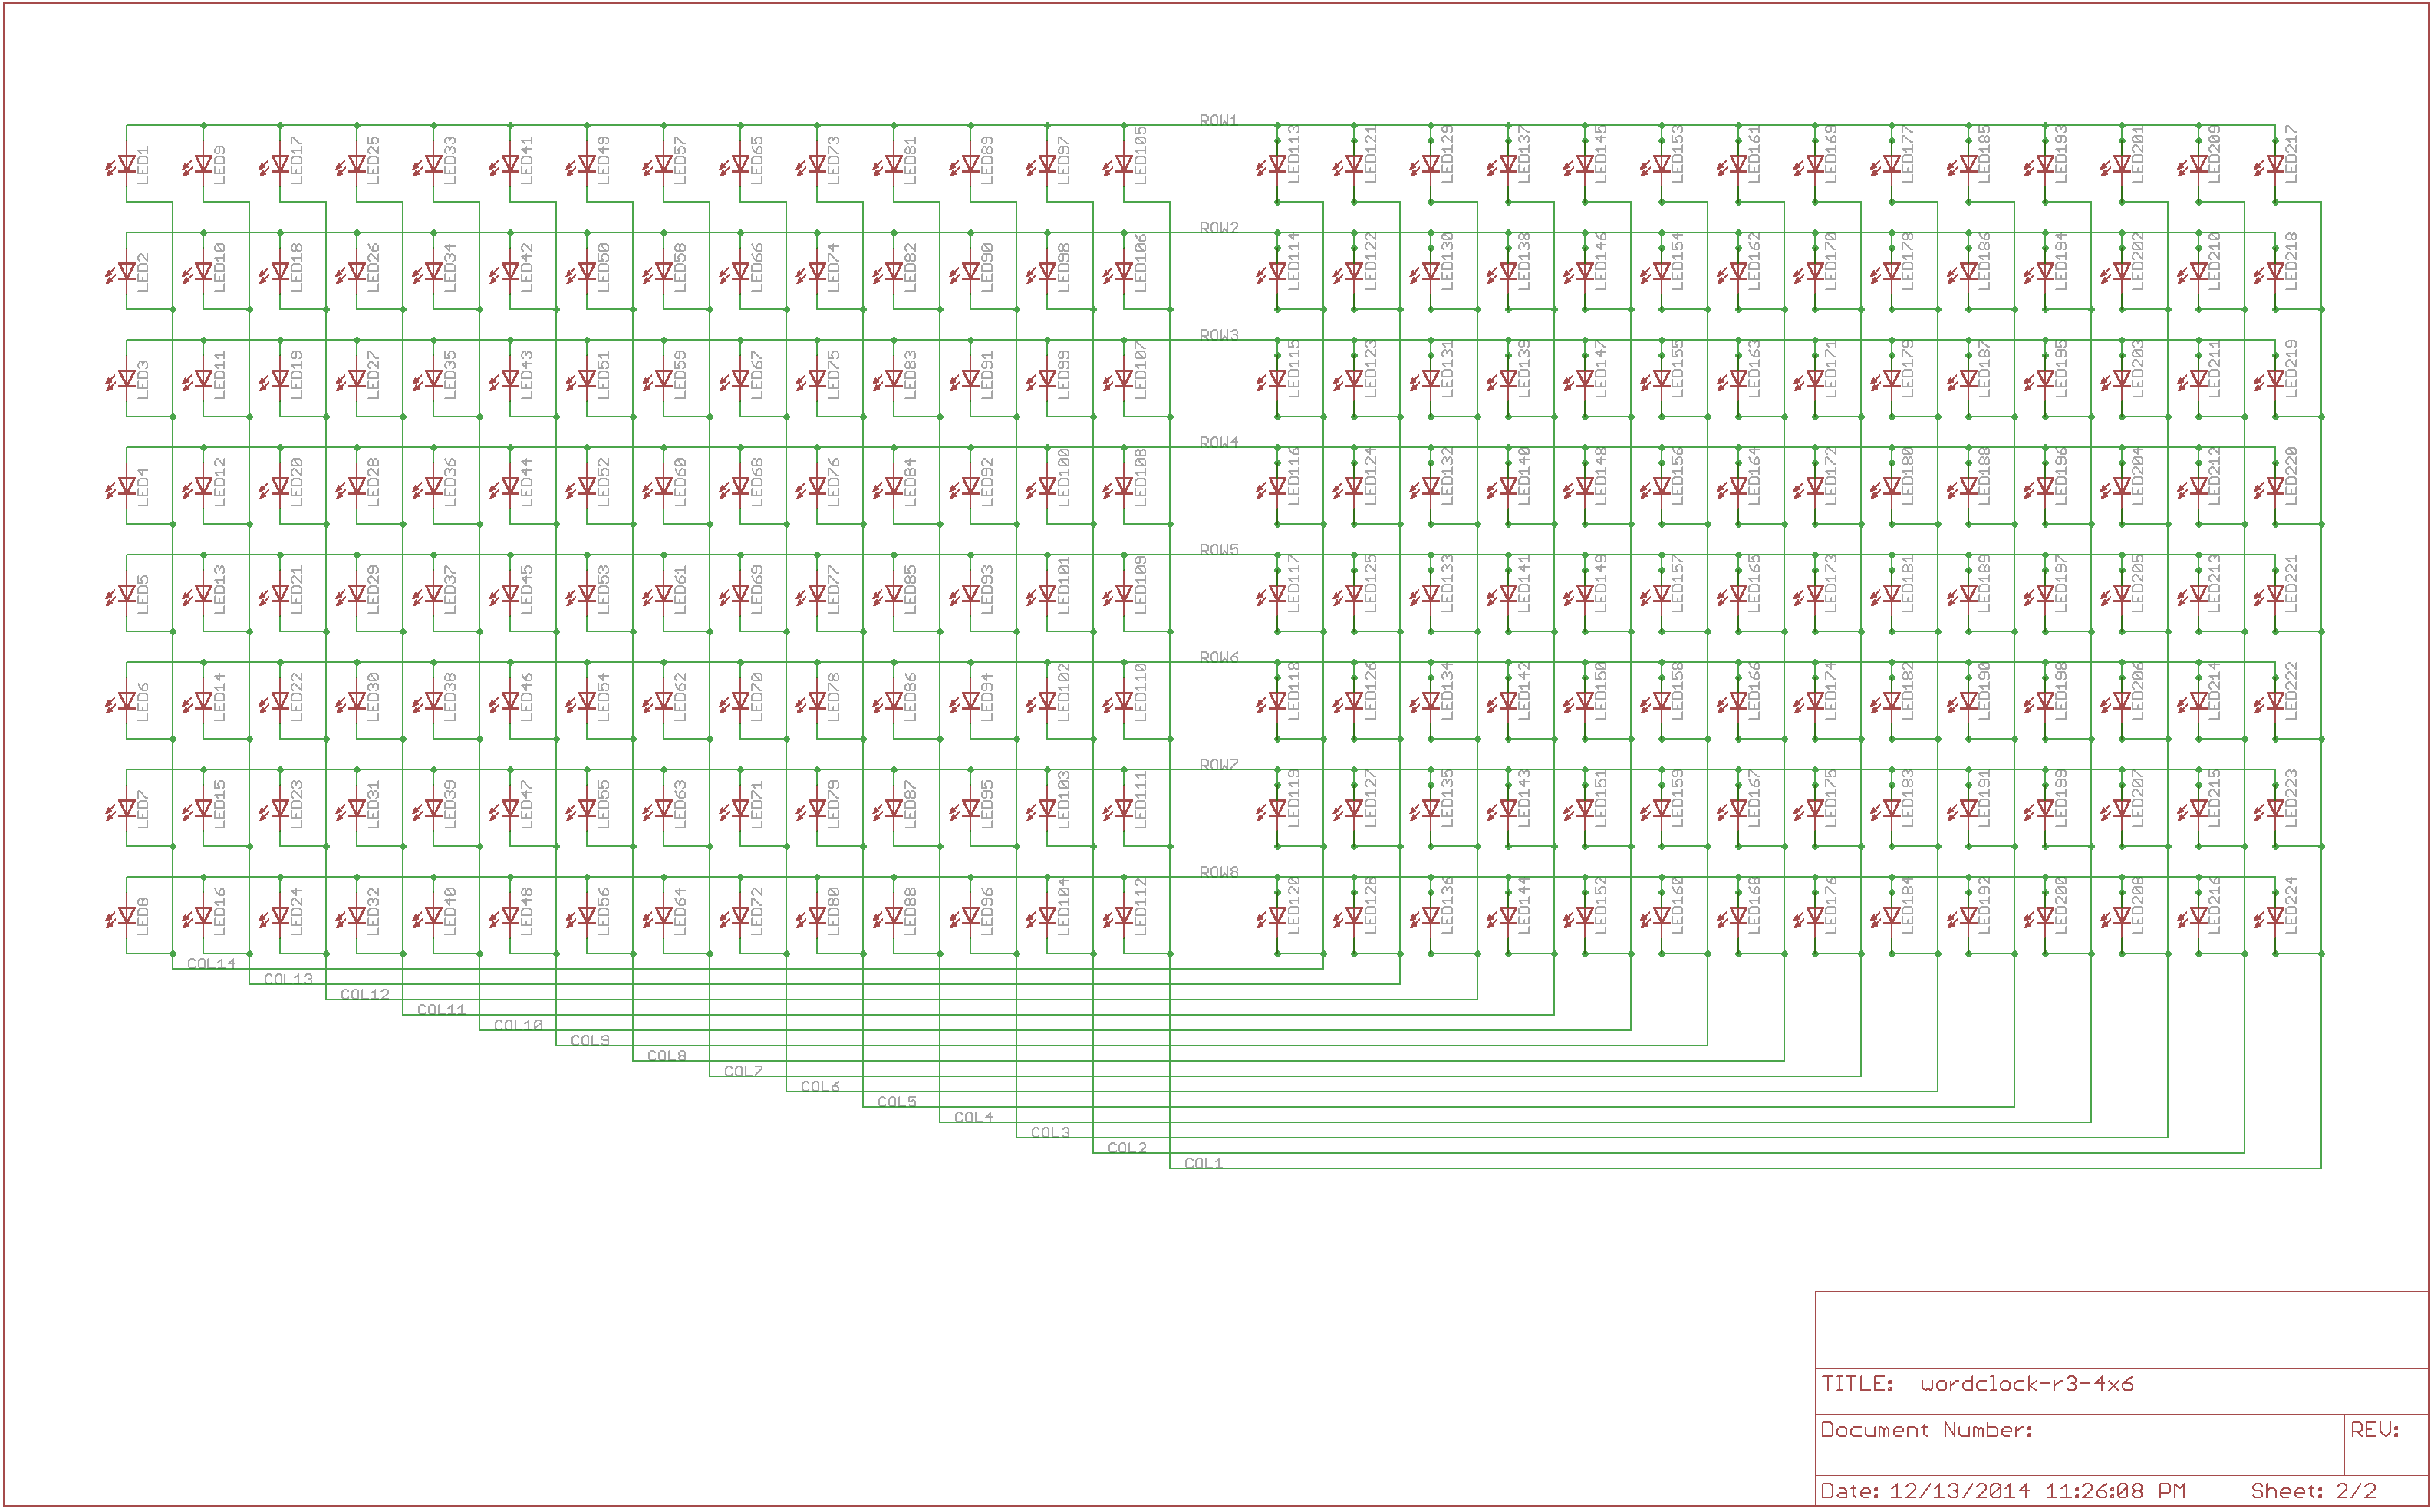 ROW1
LED1 LED9 LED17 LED25 LED33 LED41 LED49 LED57 LED65 LED73 LED81 LED89 LED97 LED105 LED113 LED121 LED129 LED137 LED145 LED153 LED161 LED169 LED177 LED185 LED193 LED201 LED209 LED217
ROW2
LED2 LED10 LED18 LED26 LED34 LED42 LED50 LED58 LED66 LED74 LED82 LED90 LED98 LED106 LED114 LED122 LED130 LED138 LED146 LED154 LED162 LED170 LED178 LED186 LED194 LED202 LED210 LED218
ROW3
LED3 LED11 LED19 LED27 LED35 LED43 LED51 LED59 LED67 LED75 LED83 LED91 LED99 LED107 LED115 LED123 LED131 LED139 LED147 LED155 LED163 LED171 LED179 LED187 LED195 LED203 LED211 LED219
ROW4
LED4 LED12 LED20 LED28 LED36 LED44 LED52 LED60 LED68 LED76 LED84 LED92 LED100 LED108 LED116 LED124 LED132 LED140 LED148 LED156 LED164 LED172 LED180 LED188 LED196 LED204 LED212 LED220
ROW5
LED5 LED13 LED21 LED29 LED37 LED45 LED53 LED61 LED69 LED77 LED85 LED93 LED101 LED109 LED117 LED125 LED133 LED141 LED149 LED157 LED165 LED173 LED181 LED189 LED197 LED205 LED213 LED221
ROW6
LED6 LED14 LED22 LED30 LED38 LED46 LED54 LED62 LED70 LED78 LED86 LED94 LED102 LED110 LED118 LED126 LED134 LED142 LED150 LED158 LED166 LED174 LED182 LED190 LED198 LED206 LED214 LED222
ROW7
LED7 LED15 LED23 LED31 LED39 LED47 LED55 LED63 LED71 LED79 LED87 LED95 LED103 LED111 LED119 LED127 LED135 LED143 LED151 LED159 LED167 LED175 LED183 LED191 LED199 LED207 LED215 LED223
ROW8
LED8 LED16 LED24 LED32 LED40 LED48 LED56 LED64 LED72 LED80 LED88 LED96 LED104 LED112 LED120 LED128 LED136 LED144 LED152 LED160 LED168 LED176 LED184 LED192 LED200 LED208 LED216 LED224
COL14
COL13
COL12
COL11
COL10
COL9
COL8
COL7
COL6
COL5
COL4
COL3
COL2
COL1
TITLE: wordclock-r3-4x6
Document Number: REV:
Date: 12/13/2014 11:26:08 PM Sheet: 2/2